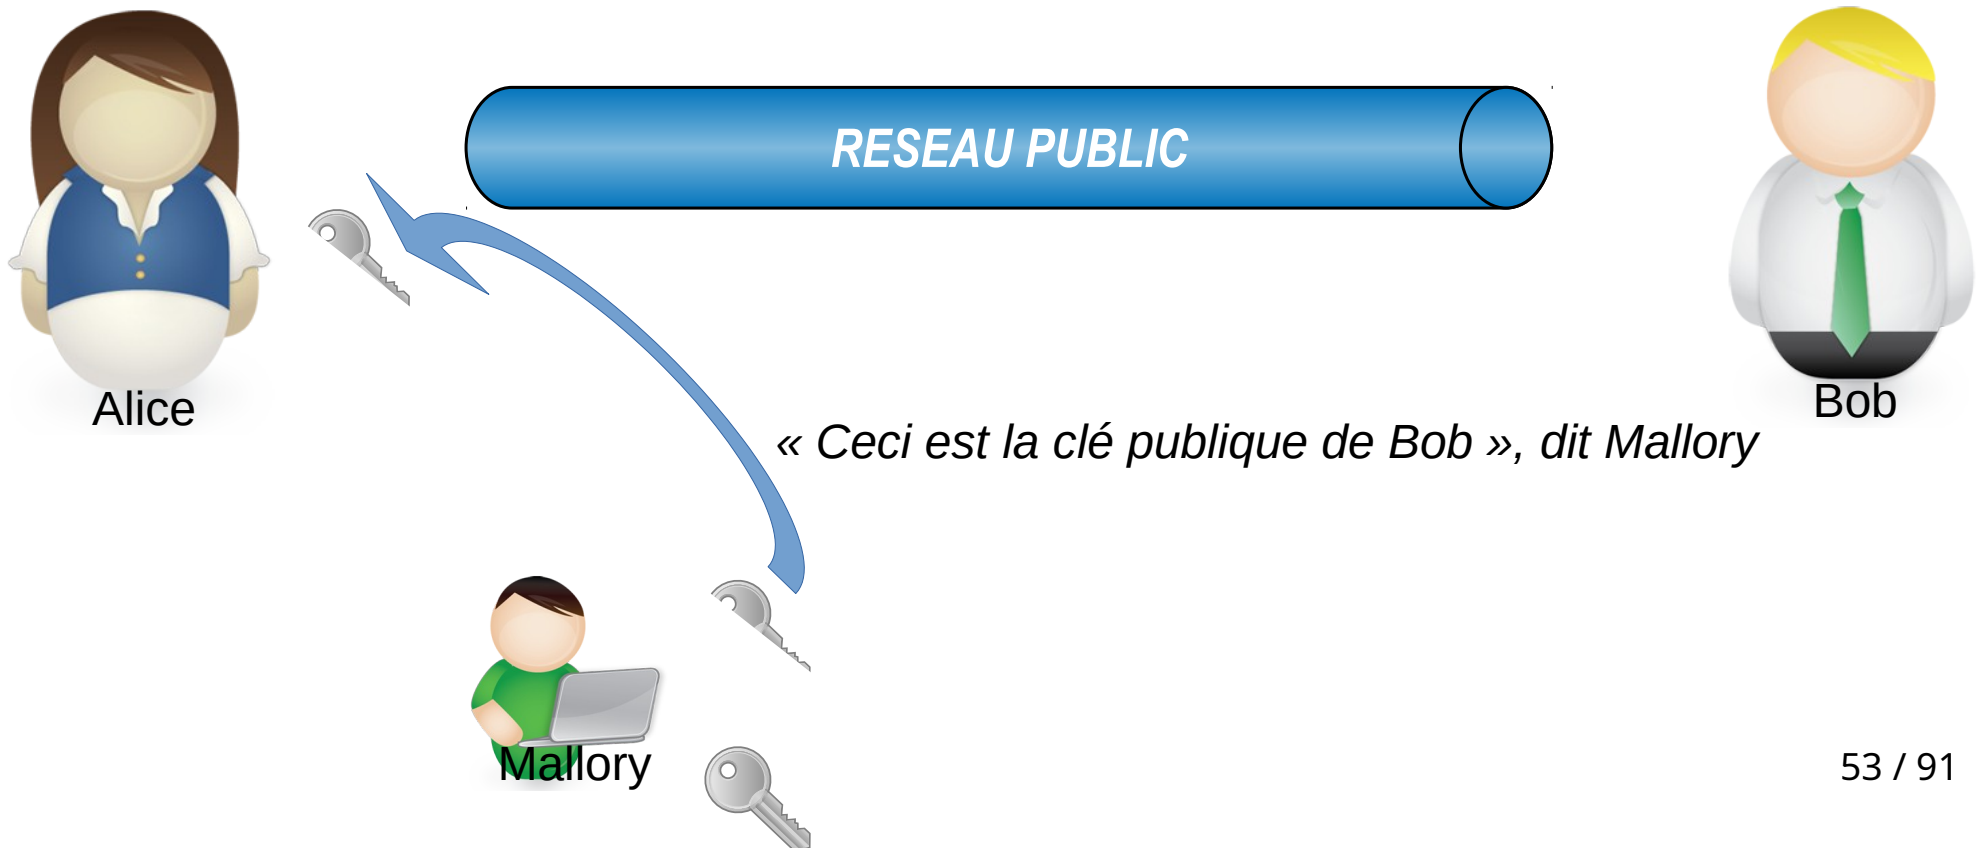 RESEAU PUBLIC
Alice
Bob
« Ceci est la clé publique de Bob », dit Mallory
Mallory
53 / 91